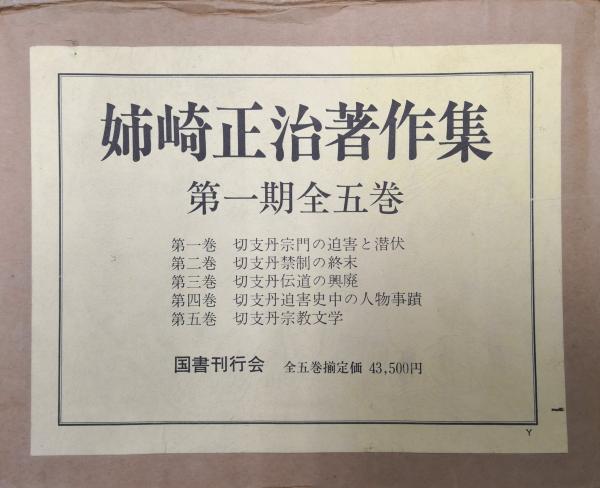 姉崎正治著作集
第一期全五巻
第一巻 切支丹宗門の迫害と潜伏
第二巻 切支丹禁制の終末
第三巻 切支丹伝道の興廃
第四巻 切支丹迫害史中の人物事蹟
第五巻 切支丹宗教文学
国書刊行会 全五巻揃定価 43,500円
Y